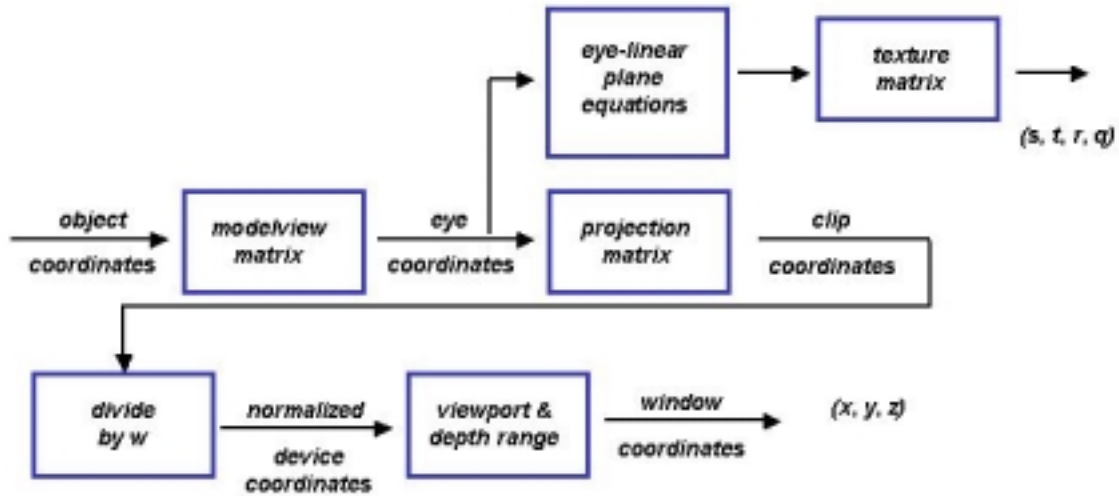 eye-linear
plane
equations
texture
matrix
(s, t, r, q)
object
coordinates
modelview
matrix
eye
coordinates
projection
matrix
clip
coordinates
divide
by w
normalized
device
coordinates
viewport &
depth range
window
coordinates
(x, y, z)